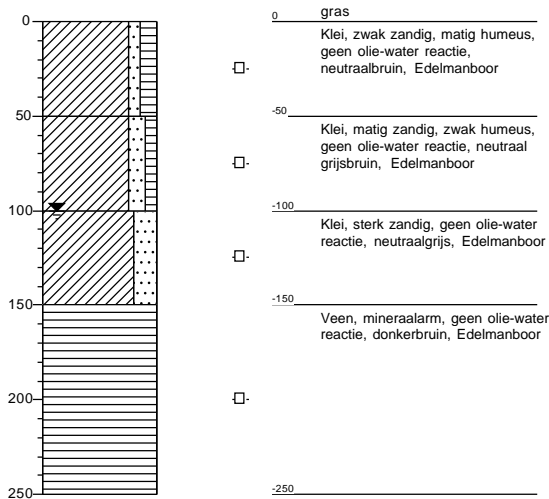 0
50
100
150
200
250
0
gras
Klei, zwak zandig, matig humeus,
geen olie-water reactie,
neutraalbruin, Edelmanboor
-50
Klei, matig zandig, zwak humeus,
geen olie-water reactie, neutraal
grijsbruin, Edelmanboor
-100
Klei, sterk zandig, geen olie-water
reactie, neutraalgrijs, Edelmanboor
-150
Veen, mineraalarm, geen olie-water
reactie, donkerbruin, Edelmanboor
-250